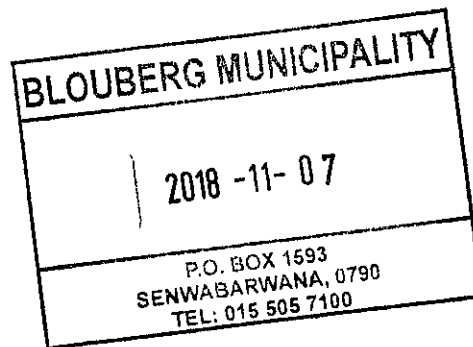 BLOUBERG MUNICIPALITY
2018 -11- 07
P.O. BOX 1593
SENWABARWANA, 0790
TEL: 015 505 7100